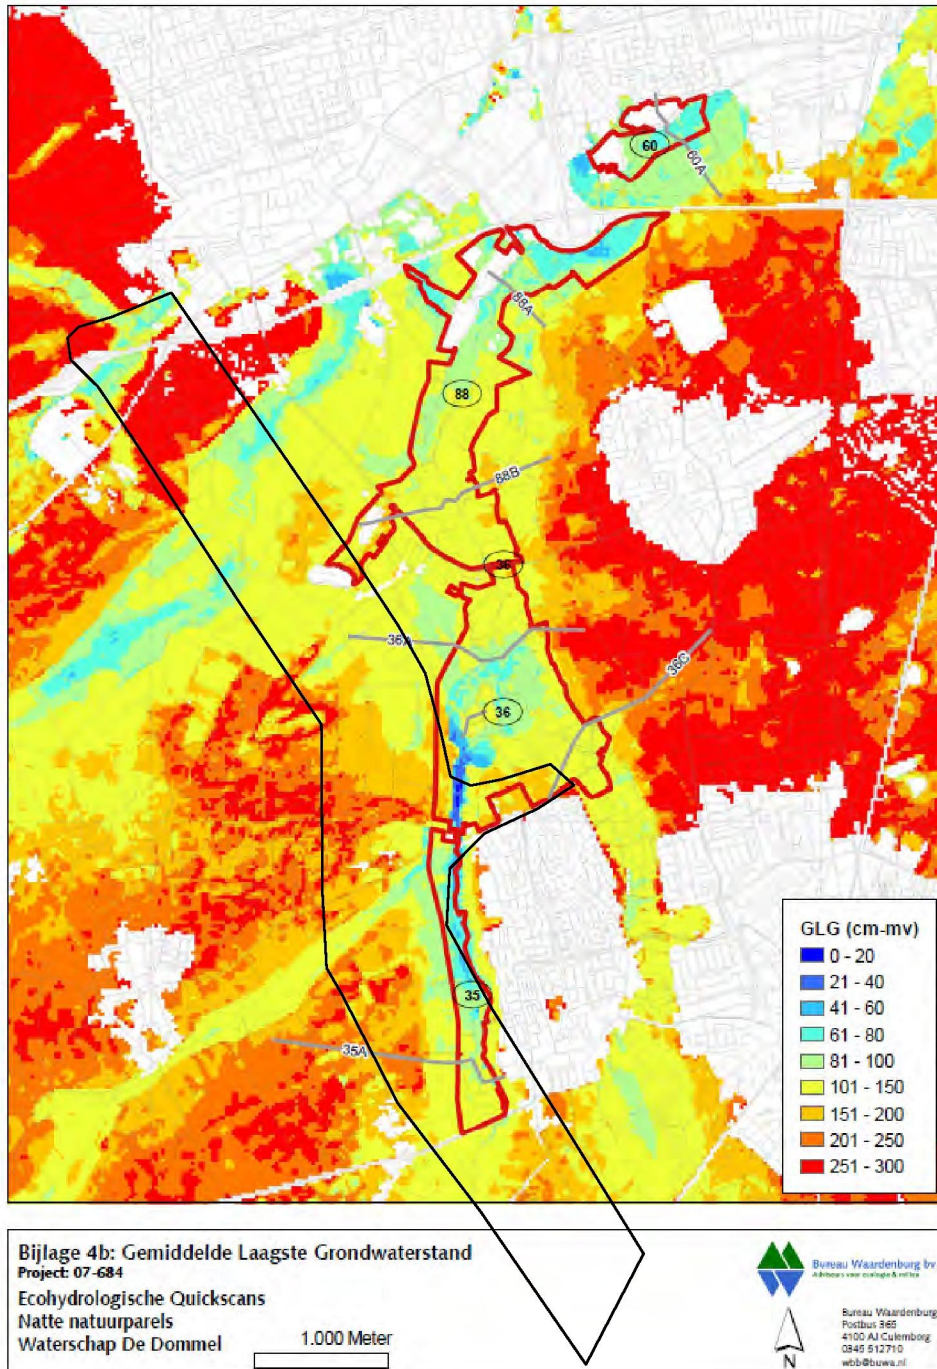 60
60A
88A
88
88B
36
36A
36C
36
35
35A
GLG (cm-mv)
0 - 20
21 - 40
41 - 60
61 - 80
81 - 100
101 - 150
151 - 200
201 - 250
251 - 300
Bijlage 4b: Gemiddelde Laagste Grondwaterstand
Project: 07-684
Ecohydrologische Quickscans
Natte natuurparels
Waterschap De Dommel
1.000 Meter
Bureau Waardenburg bv
Adviseurs voor ecologie & milieu
N
Bureau Waardenburg
Postbus 365
4100 AJ Culemborg
0345 512710
wbb@buwa.nl